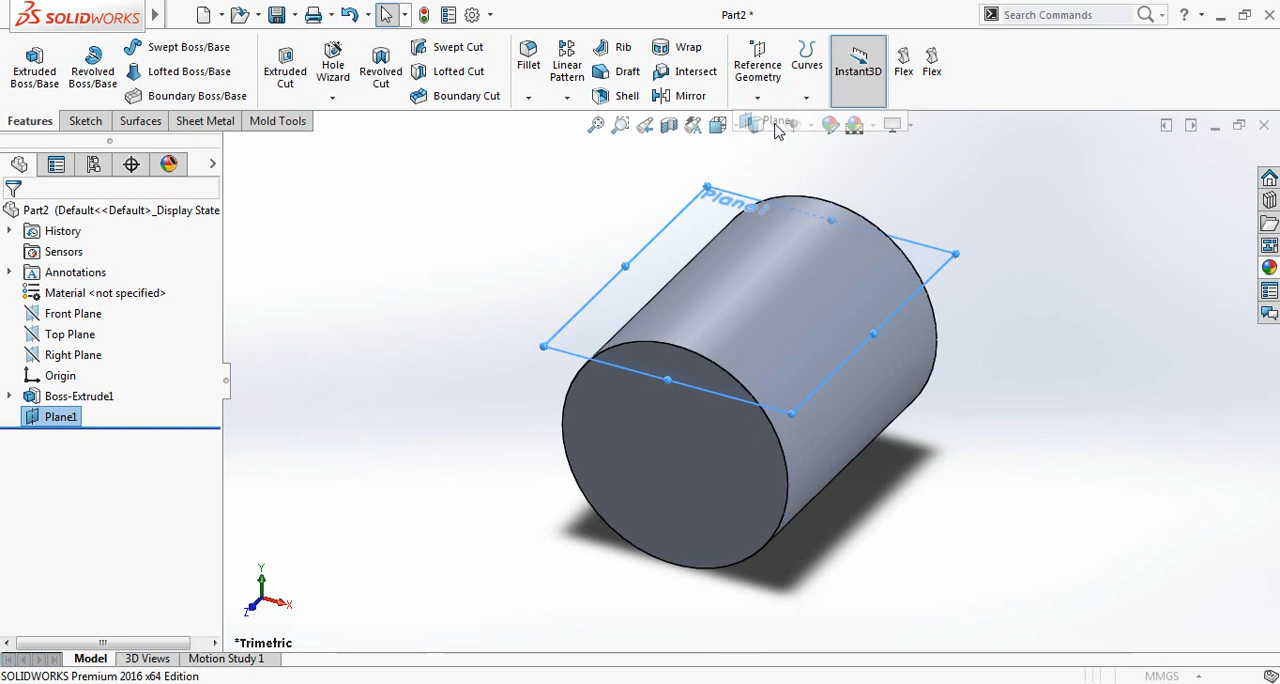 SOLIDWORKS
Part2 *
Search Commands
?
Extruded Boss/Base
Revolved Boss/Base
Swept Boss/Base
Lofted Boss/Base
Boundary Boss/Base
Extruded Cut
Hole Wizard
Revolved Cut
Swept Cut
Lofted Cut
Boundary Cut
Fillet
Linear Pattern
Rib
Draft
Shell
Wrap
Intersect
Mirror
Reference Geometry
Curves
Instant3D
Flex
Flex
Features
Sketch
Surfaces
Sheet Metal
Mold Tools
Plane
Part2 (Default<<Default>_Display State
History
Sensors
Annotations
Material <not specified>
Front Plane
Top Plane
Right Plane
Origin
Boss-Extrude1
Plane1
Plane1
Y
X
Z
*Trimetric
Model
3D Views
Motion Study 1
SOLIDWORKS Premium 2016 x64 Edition
MMGS